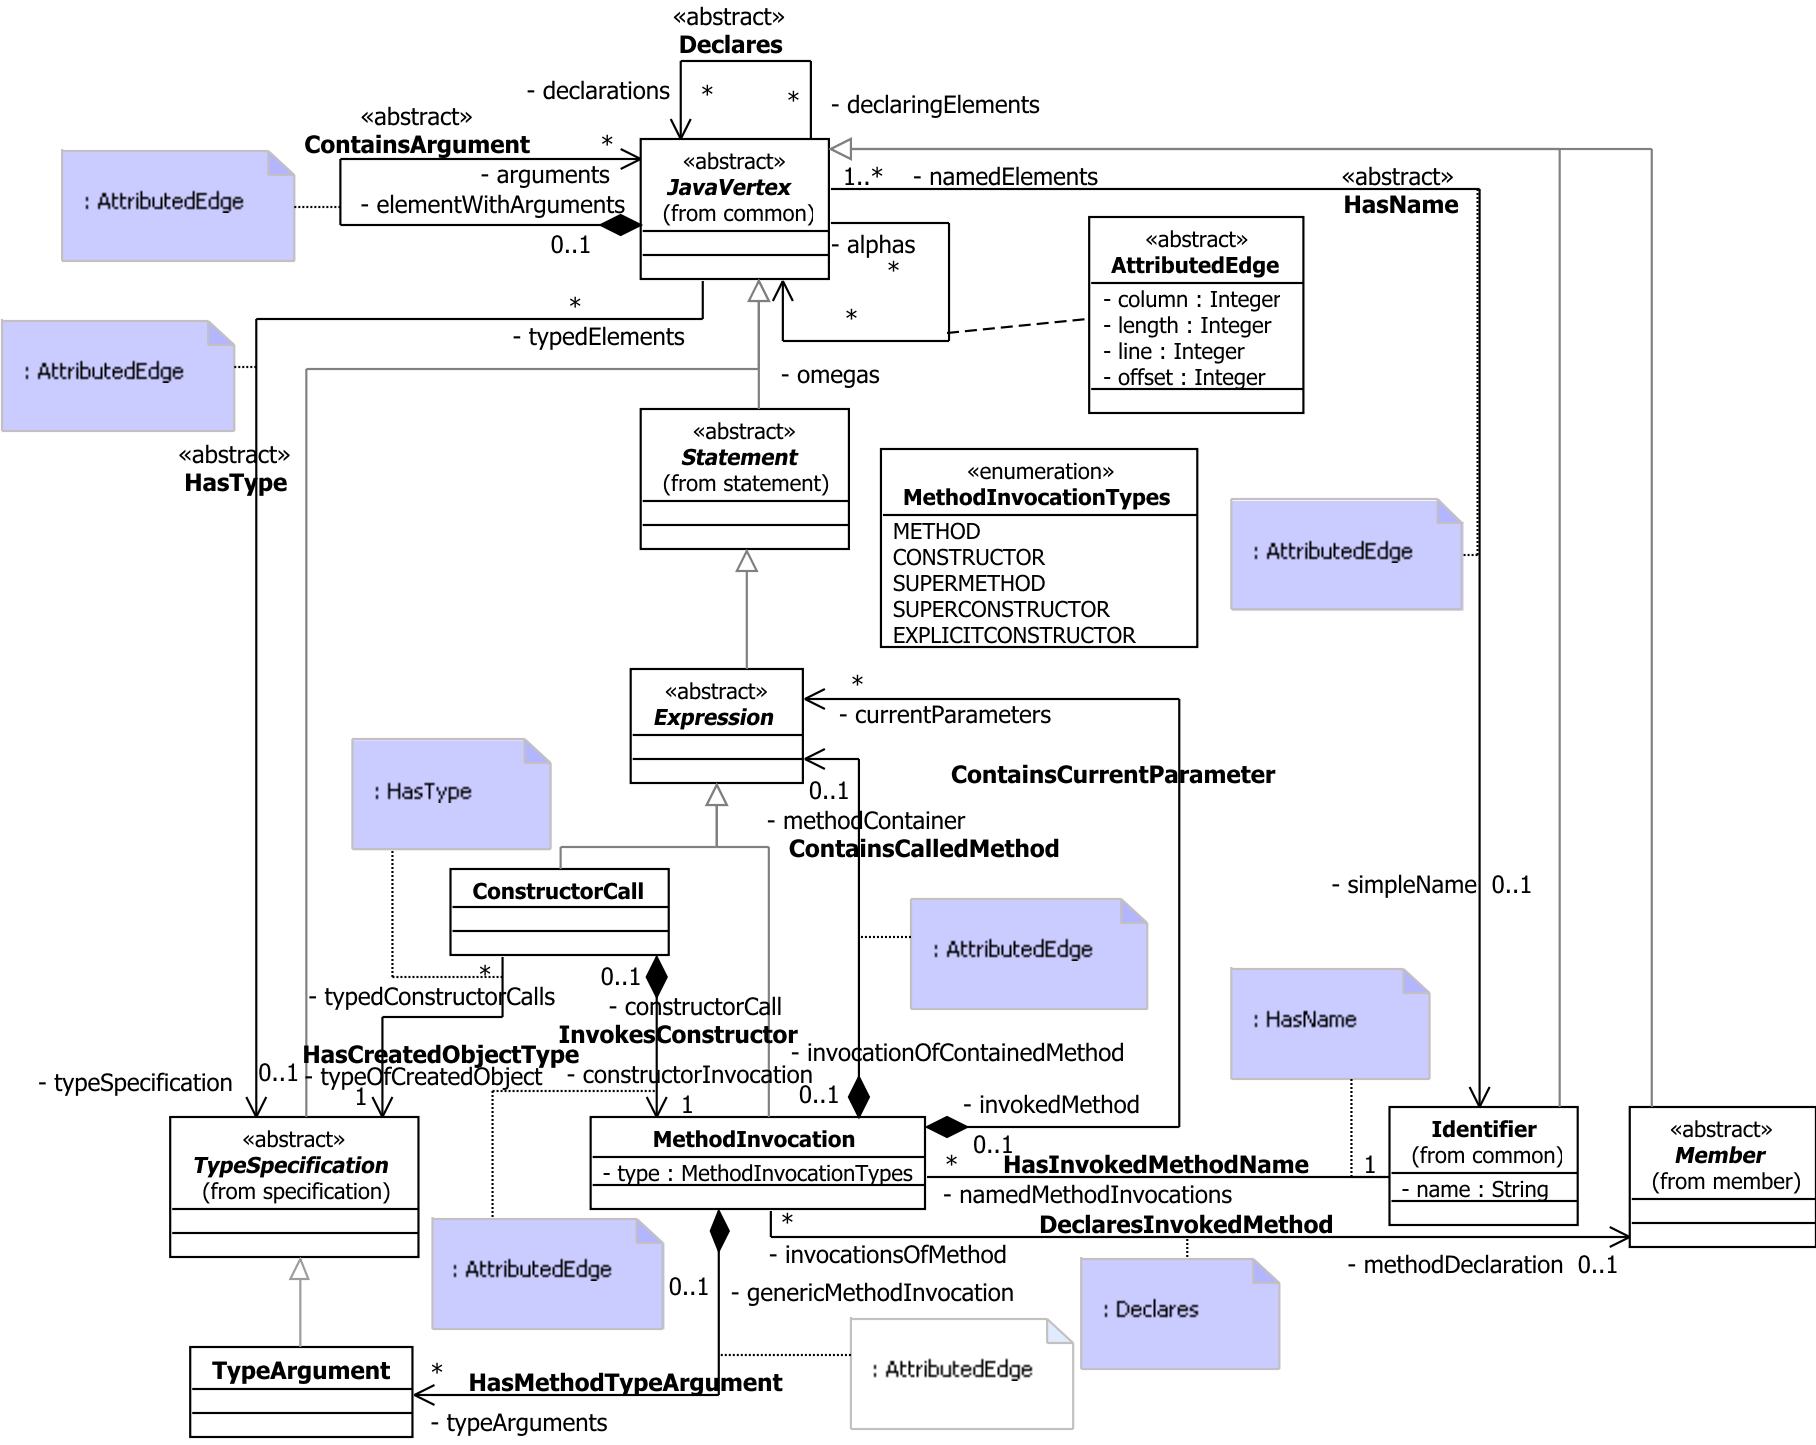 «abstract»
Declares
- declarations
*
*
- declaringElements
«abstract»
ContainsArgument
*
- arguments
- elementWithArguments
0..1
: AttributedEdge
«abstract»
JavaVertex
(from common)
1..*
- namedElements
«abstract»
HasName
- alphas
*
*
- omegas
«abstract»
AttributedEdge
- column : Integer
- length : Integer
- line : Integer
- offset : Integer
*
- typedElements
: AttributedEdge
«abstract»
HasType
«abstract»
Statement
(from statement)
«enumeration»
MethodInvocationTypes
METHOD
CONSTRUCTOR
SUPERMETHOD
SUPERCONSTRUCTOR
EXPLICITCONSTRUCTOR
: AttributedEdge
«abstract»
Expression
*
- currentParameters
ContainsCurrentParameter
0..1
- methodContainer
ContainsCalledMethod
: HasType
ConstructorCall
- simpleName
0..1
: AttributedEdge
*
- typedConstructorCalls
0..1
- constructorCall
InvokesConstructor
: HasName
HasCreatedObjectType
- invocationOfContainedMethod
- typeSpecification
0..1
- typeOfCreatedObject
- constructorInvocation
1
1
0..1
- invokedMethod
0..1
«abstract»
TypeSpecification
(from specification)
MethodInvocation
- type : MethodInvocationTypes
*
HasInvokedMethodName
1
- namedMethodInvocations
Identifier
(from common)
- name : String
«abstract»
Member
(from member)
*
DeclaresInvokedMethod
- invocationsOfMethod
- methodDeclaration
0..1
: AttributedEdge
0..1
- genericMethodInvocation
: Declares
: AttributedEdge
TypeArgument
*
HasMethodTypeArgument
- typeArguments